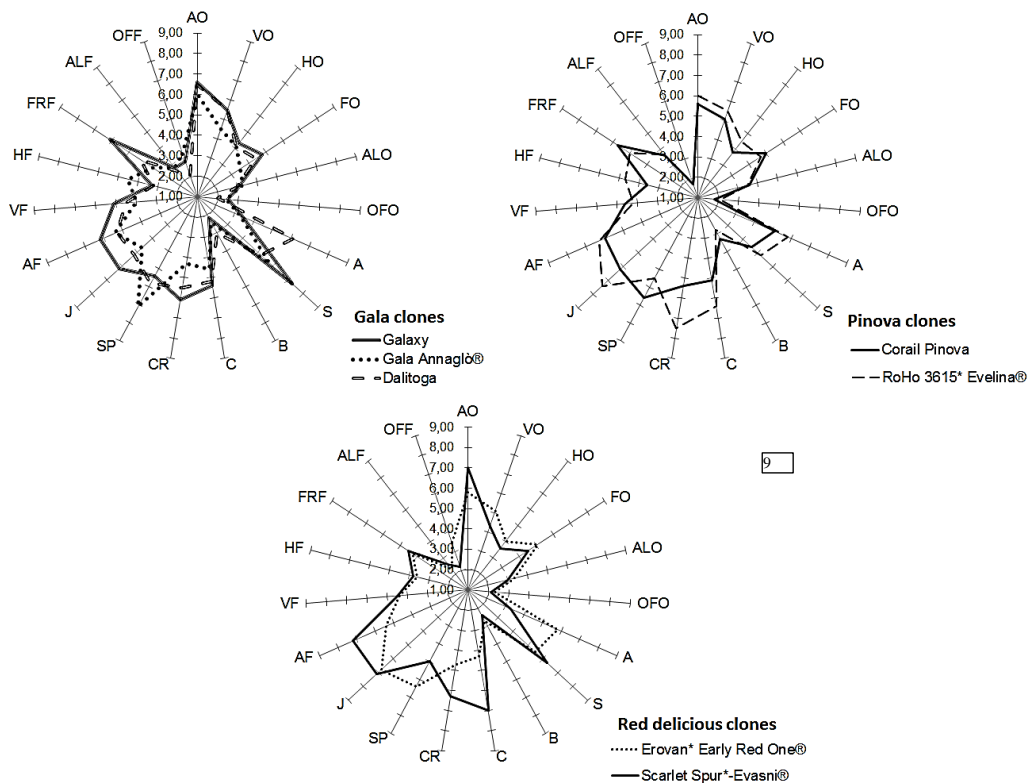 AO
VO
HO
FO
ALO
OFO
A
S
B
C
CR
SP
J
AF
VF
HF
FRF
ALF
OFF
9,00
8,00
7,00
6,00
5,00
4,00
3,00
2,00
1,00
Gala clones
Galaxy
Gala Annaglò®
Dalitoga
AO
VO
HO
FO
ALO
OFO
A
S
B
C
CR
SP
J
AF
VF
HF
FRF
ALF
OFF
9,00
8,00
7,00
6,00
5,00
4,00
3,00
2,00
1,00
Pinova clones
Corail Pinova
RoHo 3615* Evelina®
AO
VO
HO
FO
ALO
OFO
A
S
B
C
CR
SP
J
AF
VF
HF
FRF
ALF
OFF
9,00
8,00
7,00
6,00
5,00
4,00
3,00
2,00
1,00
9
Red delicious clones
Erovan* Early Red One®
Scarlet Spur*-Evasni®